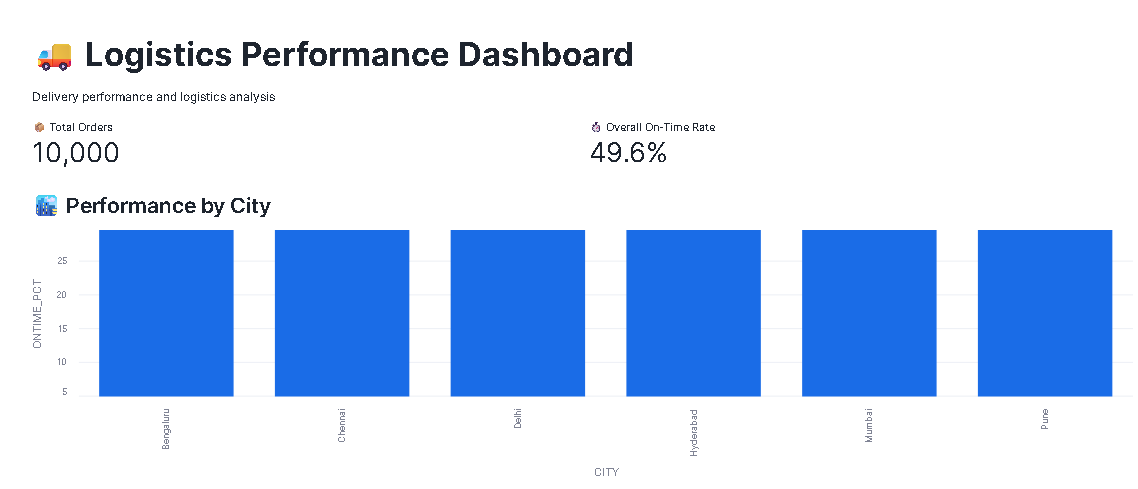 Logistics Performance Dashboard
Delivery performance and logistics analysis
Total Orders
10,000
Overall On-Time Rate
49.6%
Performance by City
ONTIME_PCT
25
20
15
10
5
Bengaluru
Chennai
Delhi
Hyderabad
Mumbai
Pune
CITY